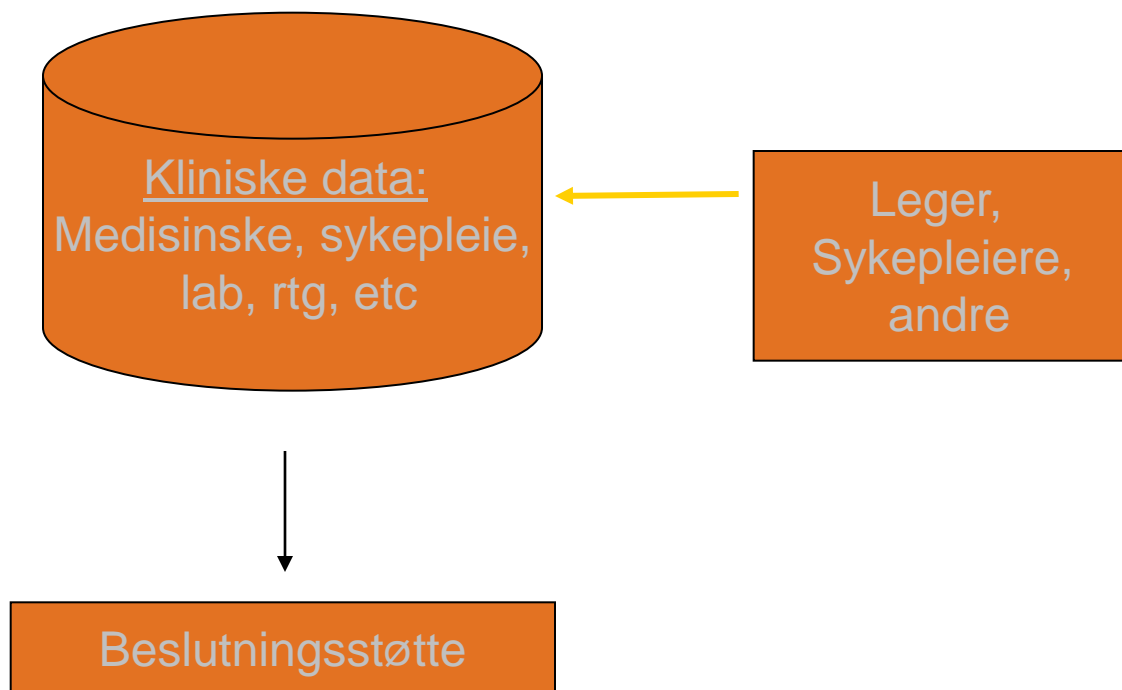 Kliniske data:
Medisinske, sykepleie,
lab, rtg, etc
Leger,
Sykepleiere,
andre
Beslutningsstøtte